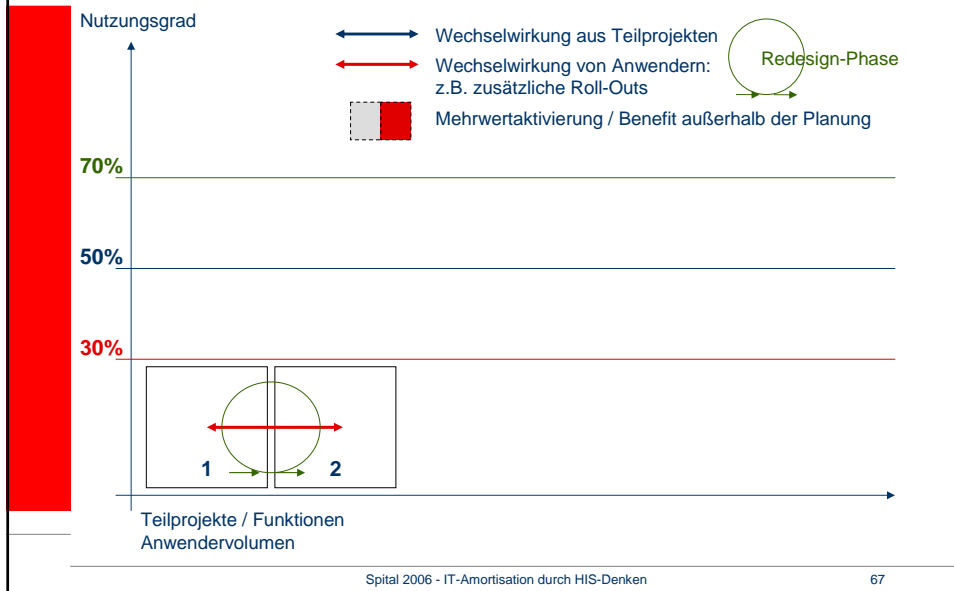 Nutzungsgrad
Wechselwirkung aus Teilprojekten
Redesign-Phase
Wechselwirkung von Anwendern:
z.B. zusätzliche Roll-Outs
Mehrwertaktivierung / Benefit außerhalb der Planung
70%
50%
30%
1
2
Teilprojekte / Funktionen
Anwendervolumen
Spital 2006 - IT-Amortisation durch HIS-Denken
67